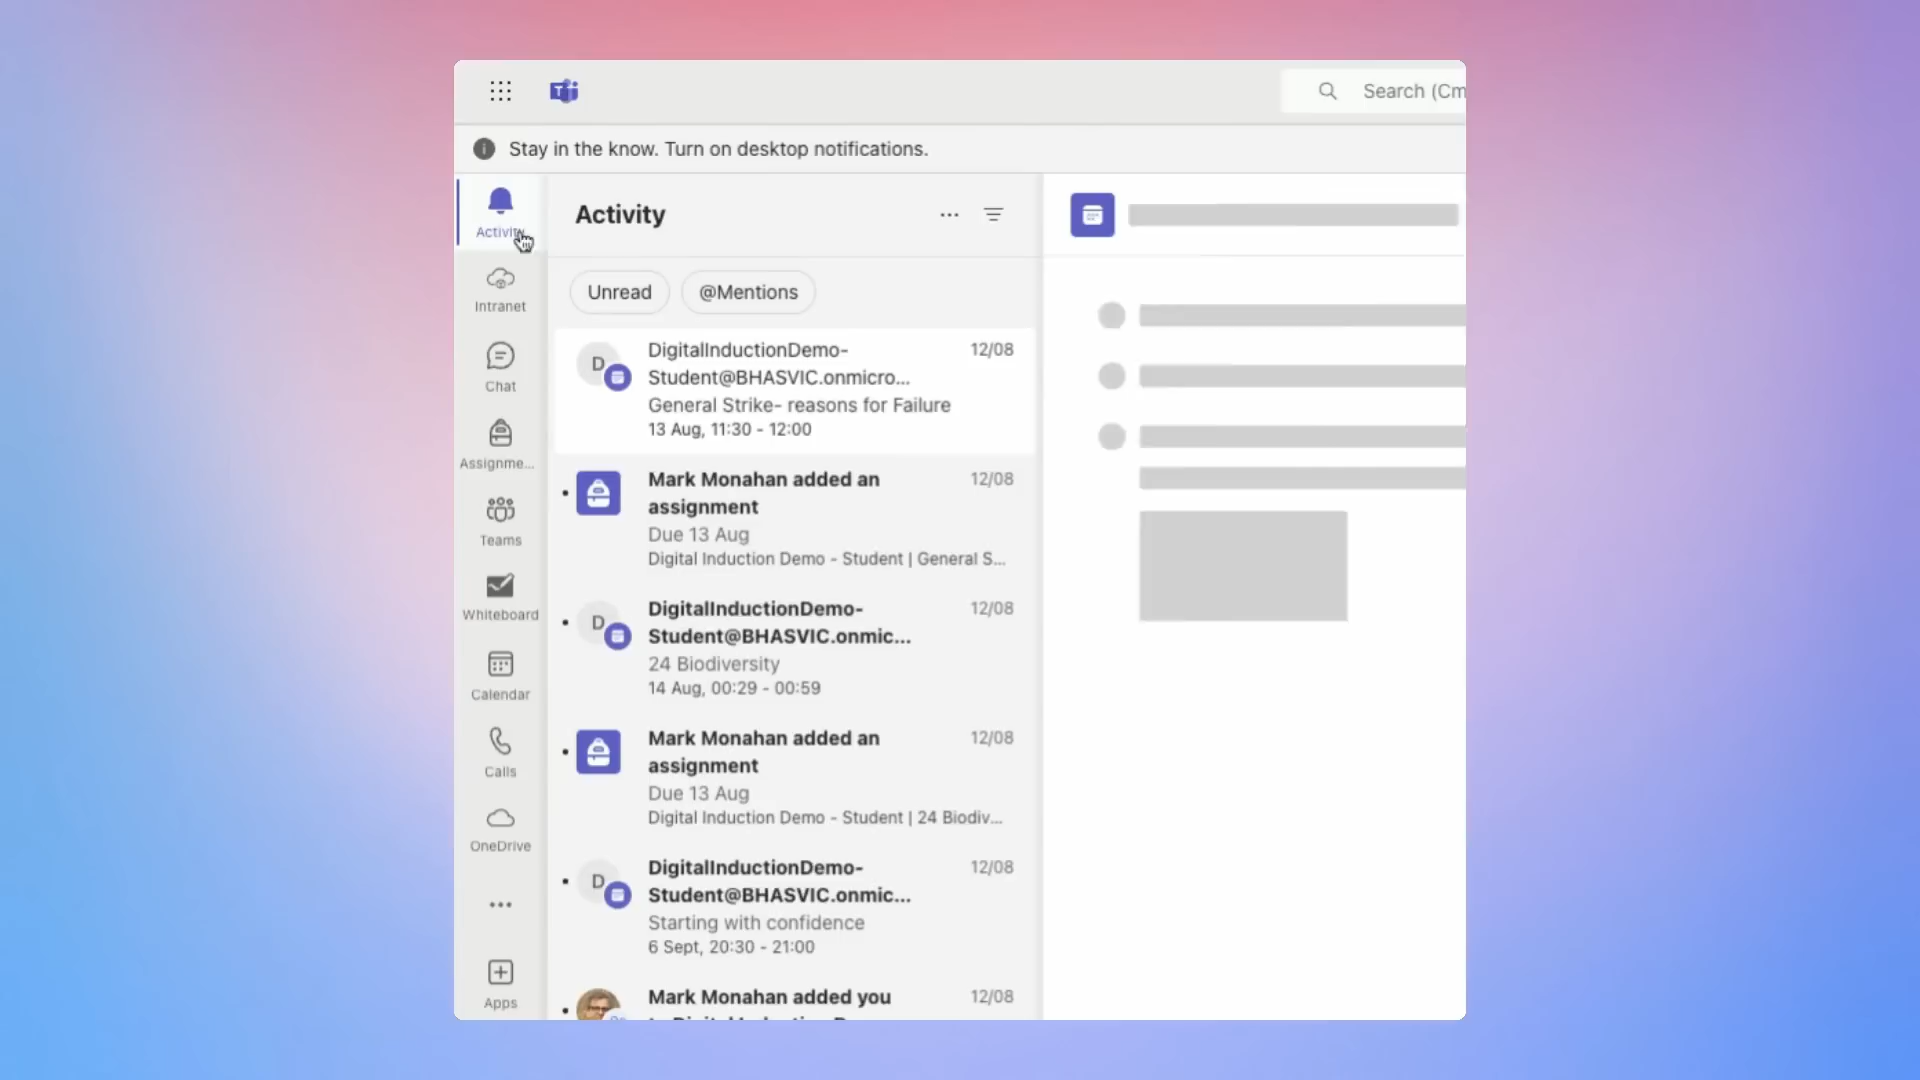 Search (Cm
Stay in the know. Turn on desktop notifications.
Activity
Intranet
Chat
Assignme...
Teams
Whiteboard
Calendar
Calls
OneDrive
Apps
Activity
Unread
@Mentions
D
DigitalInductionDemo-
12/08
Student@BHASVIC.onmicro...
General Strike- reasons for Failure
13 Aug, 11:30 - 12:00
Mark Monahan added an
12/08
assignment
Due 13 Aug
Digital Induction Demo - Student | General S...
D
DigitalInductionDemo-
12/08
Student@BHASVIC.onmic...
24 Biodiversity
14 Aug, 00:29 - 00:59
Mark Monahan added an
12/08
assignment
Due 13 Aug
Digital Induction Demo - Student | 24 Biodiv...
D
DigitalInductionDemo-
12/08
Student@BHASVIC.onmic...
Starting with confidence
6 Sept, 20:30 - 21:00
Mark Monahan added you
12/08